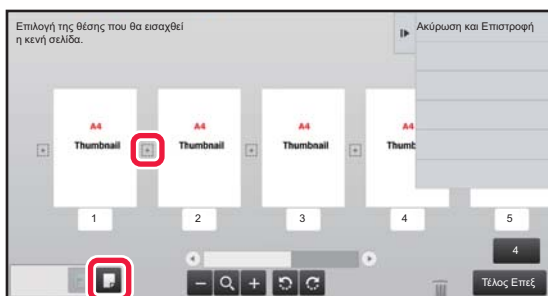 Επιλογή της θέσης που θα εισαχθεί
η κενή σελίδα.
Ακύρωση και Επιστροφή
A4
Thumbnail
A4
Thumbnail
A4
Thumbnail
A4
Thumb
1
2
3
4
5
4
Τέλος Επεξ